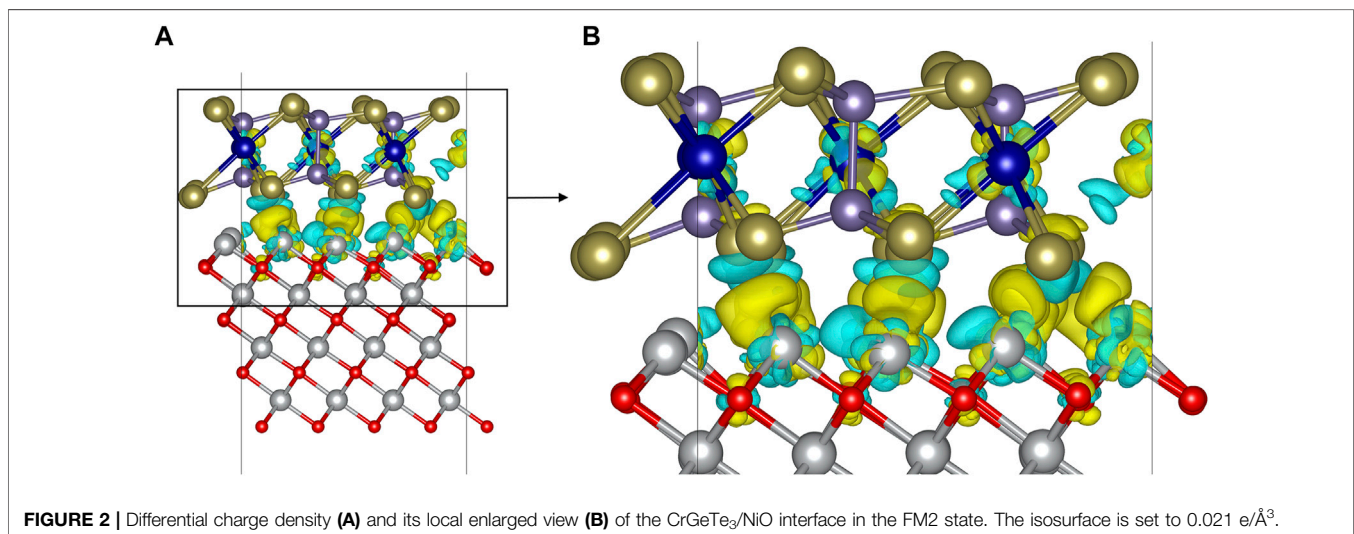 A
B
FIGURE 2 | Differential charge density (A) and its local enlarged view (B) of the CrGeTe₃/NiO interface in the FM2 state. The isosurface is set to 0.021 e/Å³.